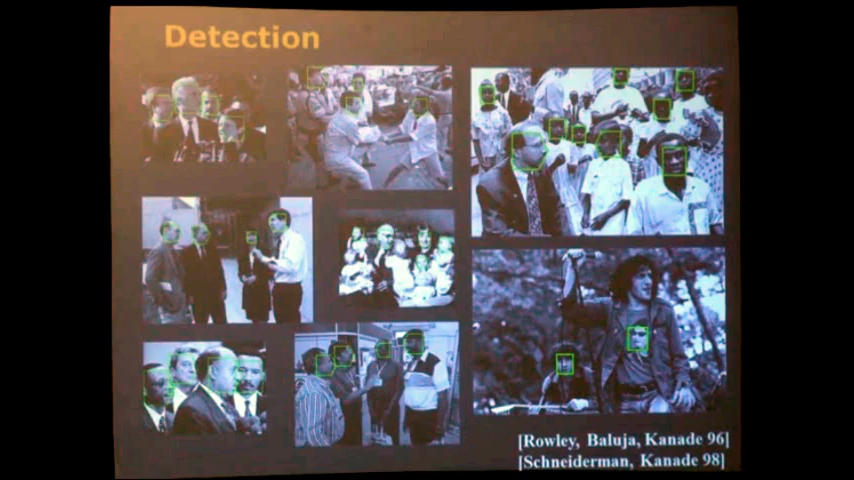 Detection
[Rowley, Baluja, Kanade 96]
[Schneiderman, Kanade 98]